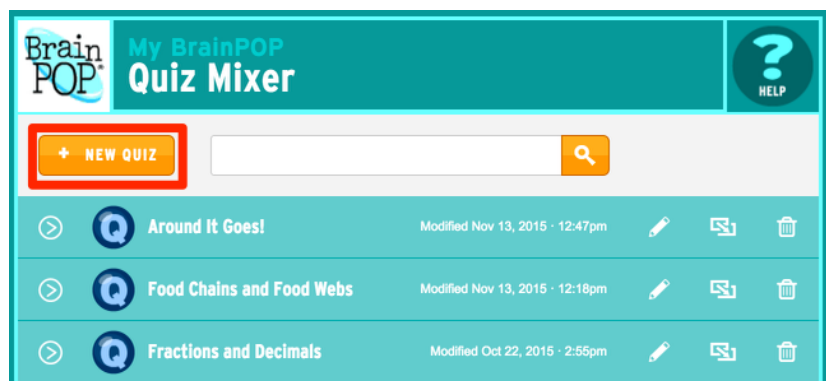 Brain
POP
My BrainPOP
Quiz Mixer
?
HELP
+ NEW QUIZ
Q Around It Goes! Modified Nov 13, 2015 · 12:47pm
Q Food Chains and Food Webs Modified Nov 13, 2015 · 12:18pm
Q Fractions and Decimals Modified Oct 22, 2015 · 2:55pm